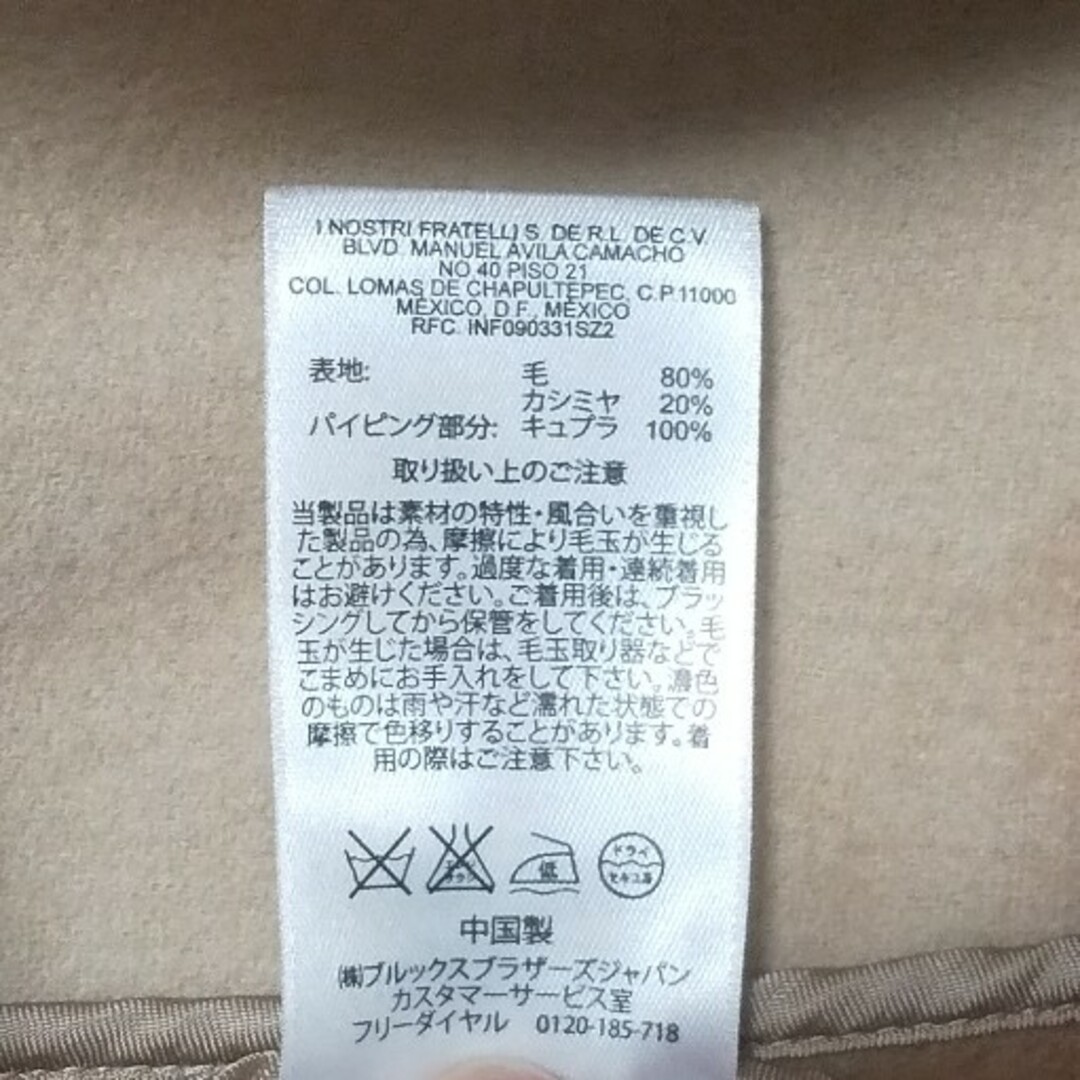 I NOSTRI FRATELLI S. DE R.L. DE C.V.
BLVD. MANUEL AVILA CAMACHO
NO.40 PISO 21
COL. LOMAS DE CHAPULTEPEC, C.P.11000
MÉXICO, D.F., MÉXICO
RFC. INF090331SZ2
表地: 毛 80%
カシミヤ 20%
パイピング部分: キュプラ 100%
取り扱い上のご注意
当製品は素材の特性・風合いを重視し
た製品の為、摩擦により毛玉が生じる
ことがあります。過度な着用・連続着用
はお避けください。ご着用後は、ブラッ
シングしてから保管をしてください。毛
玉が生じた場合は、毛玉取り器などで
こまめにお手入れをして下さい。濃色
のものは雨や汗など濡れた状態での
摩擦で色移りすることがあります。着
用の際はご注意下さい。
エンソ
サラシ
低
ドライ
セキユ系
中国製
㈱ブルックスブラザーズジャパン
カスタマーサービス室
フリーダイヤル 0120-185-718